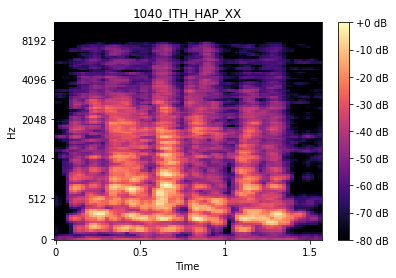 1040_ITH_HAP_XX
+0 dB
8192
-10 dB
-20 dB
4096
-30 dB
2048
Hz
-40 dB
1024
-50 dB
-60 dB
512
-70 dB
0
-80 dB
0
0.5
1
1.5
Time